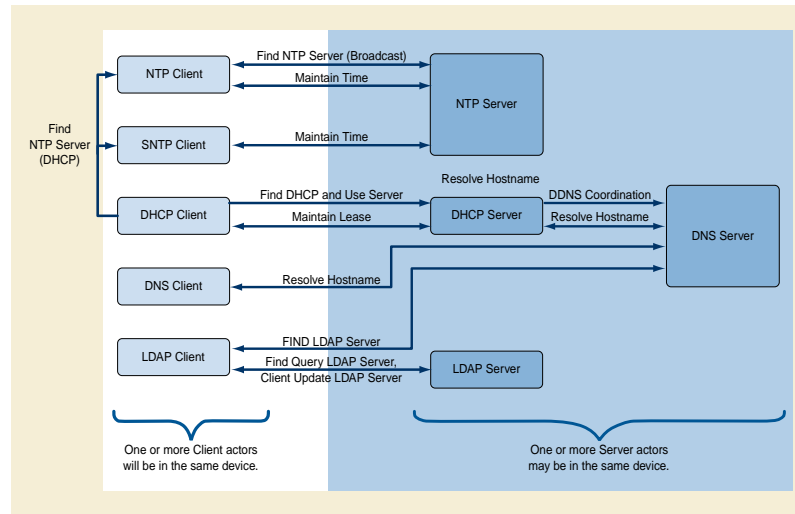 Find NTP Server (Broadcast)
NTP Client
Maintain Time
NTP Server
Find
NTP Server
(DHCP)
SNTP Client
Maintain Time
Resolve Hostname
Find DHCP and Use Server
DDNS Coordination
DHCP Client
Maintain Lease
DHCP Server
Resolve Hostname
DNS Server
DNS Client
Resolve Hostname
FIND LDAP Server
LDAP Client
Find Query LDAP Server,
Client Update LDAP Server
LDAP Server
One or more Client actors
will be in the same device.
One or more Server actors
may be in the same device.